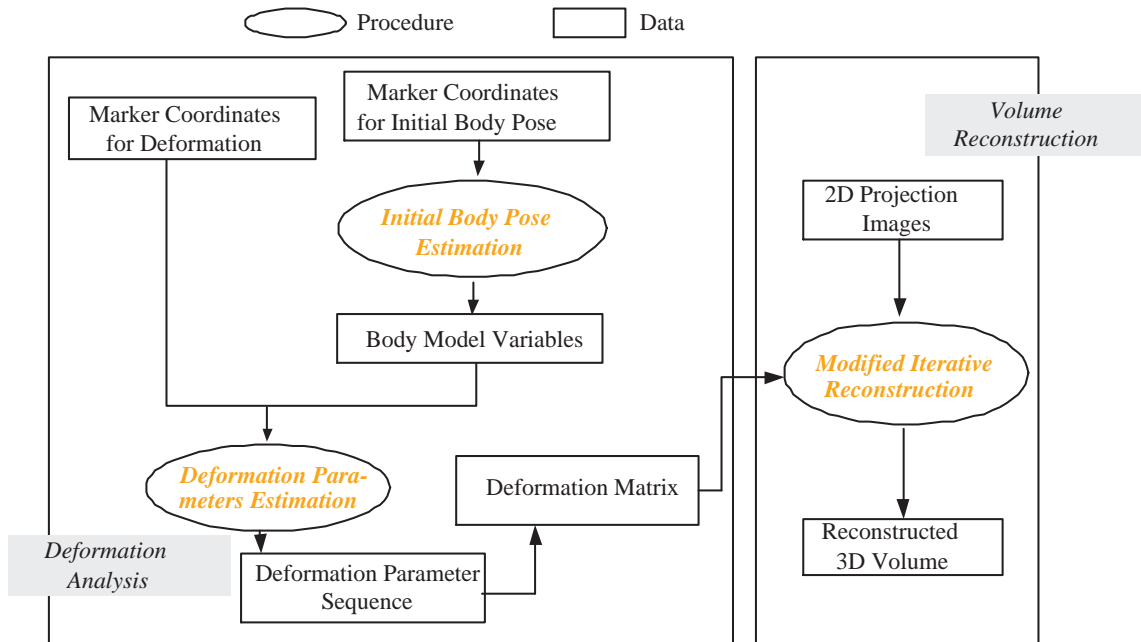 Procedure
Data
Marker Coordinates
for Deformation
Marker Coordinates
for Initial Body Pose
Initial Body Pose
Estimation
Body Model Variables
Deformation Para-
meters Estimation
Deformation Matrix
Deformation Parameter
Sequence
Deformation
Analysis
Volume
Reconstruction
2D Projection
Images
Modified Iterative
Reconstruction
Reconstructed
3D Volume